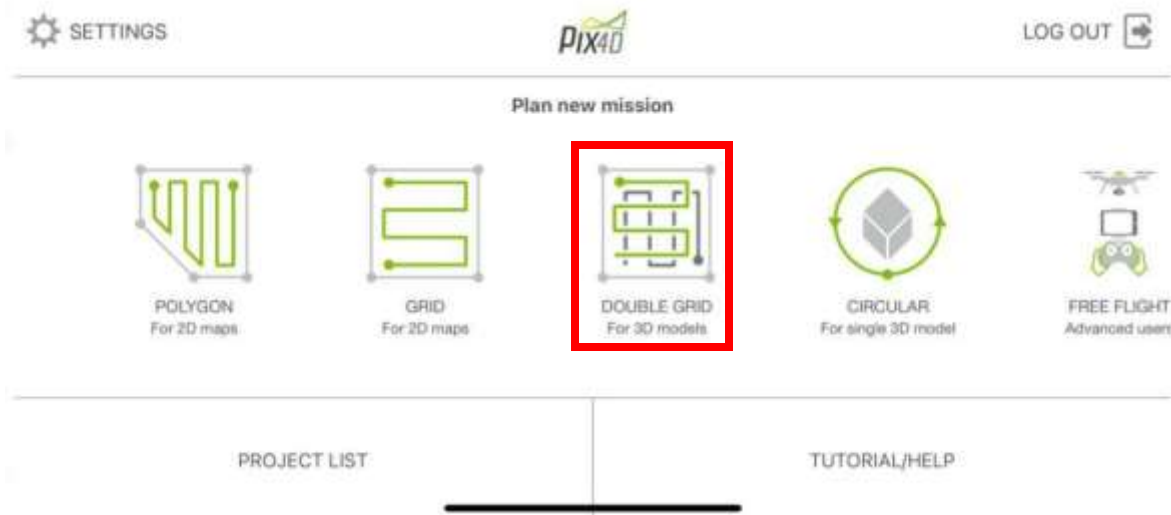 SETTINGS
PIX4D
LOG OUT
Plan new mission
POLYGON
For 2D maps
GRID
For 2D maps
DOUBLE GRID
For 3D models
CIRCULAR
For single 3D model
FREE FLIGHT
Advanced users
PROJECT LIST
TUTORIAL/HELP